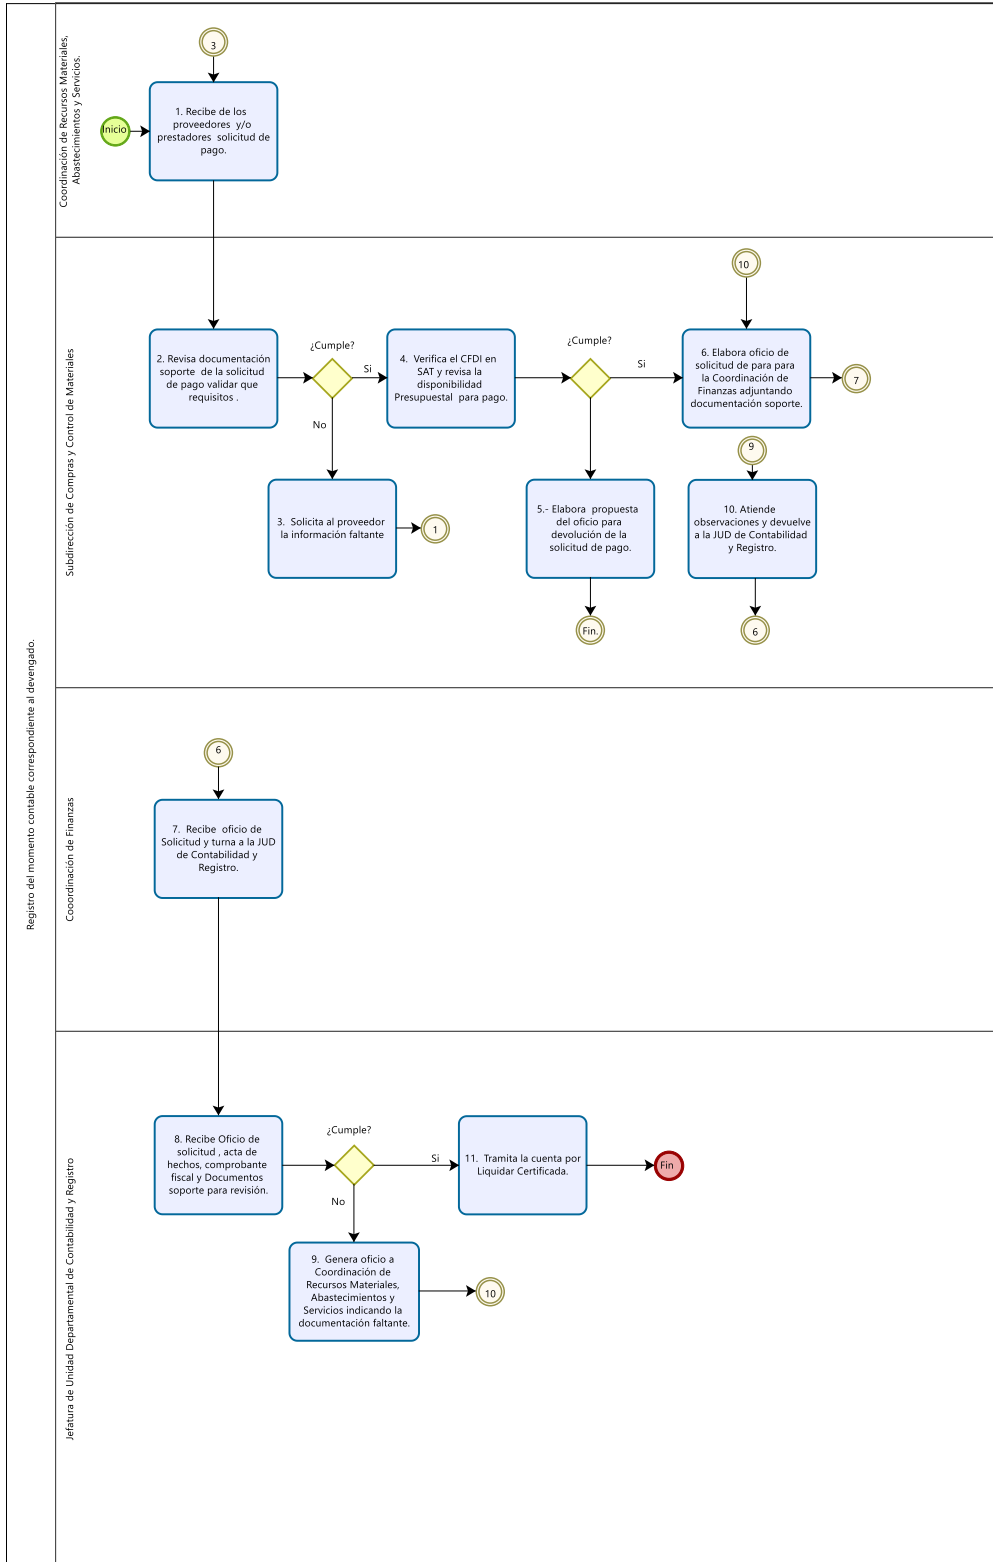 Registro del momento contable correspondiente al devengado.
Coordinación de Recursos Materiales,
Abastecimientos y Servicios.
3
Inicio
1. Recibe de los
proveedores y/o
prestadores solicitud de
pago.
Subdirección de Compras y Control de Materiales
10
2. Revisa documentación
soporte de la solicitud
de pago validar que
requisitos .
¿Cumple?
Si
No
4. Verifica el CFDI en
SAT y revisa la
disponibilidad
Presupuestal para pago.
¿Cumple?
Si
6. Elabora oficio de
solicitud de para para
la Coordinación de
Finanzas adjuntando
documentación soporte.
7
3. Solicita al proveedor
la información faltante
1
5.- Elabora propuesta
del oficio para
devolución de la
solicitud de pago.
Fin.
9
10. Atiende
observaciones y devuelve
a la JUD de Contabilidad
y Registro.
6
Cooordinación de Finanzas
6
7. Recibe oficio de
Solicitud y turna a la JUD
de Contabilidad y
Registro.
Jefatura de Unidad Departamental de Contabilidad y Registro
8. Recibe Oficio de
solicitud , acta de
hechos, comprobante
fiscal y Documentos
soporte para revisión.
¿Cumple?
Si
No
11. Tramita la cuenta por
Liquidar Certificada.
Fin
9. Genera oficio a
Coordinación de
Recursos Materiales,
Abastecimientos y
Servicios indicando la
documentación faltante.
10